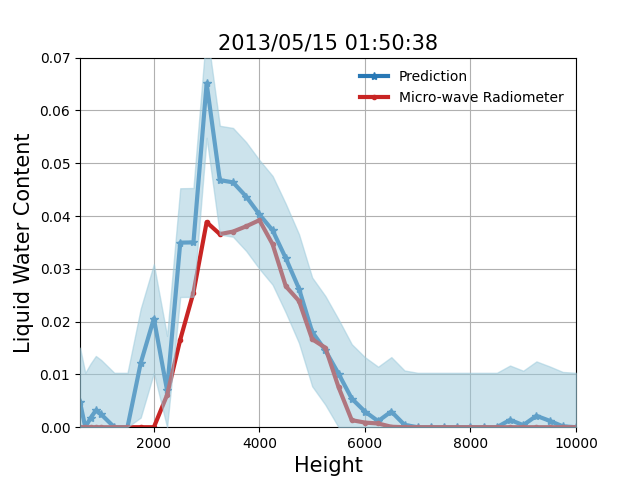 2013/05/15 01:50:38
0.07
0.06
0.05
0.04
0.03
0.02
0.01
0.00
Liquid Water Content
Prediction
Micro-wave Radiometer
2000 4000 6000 8000 10000
Height